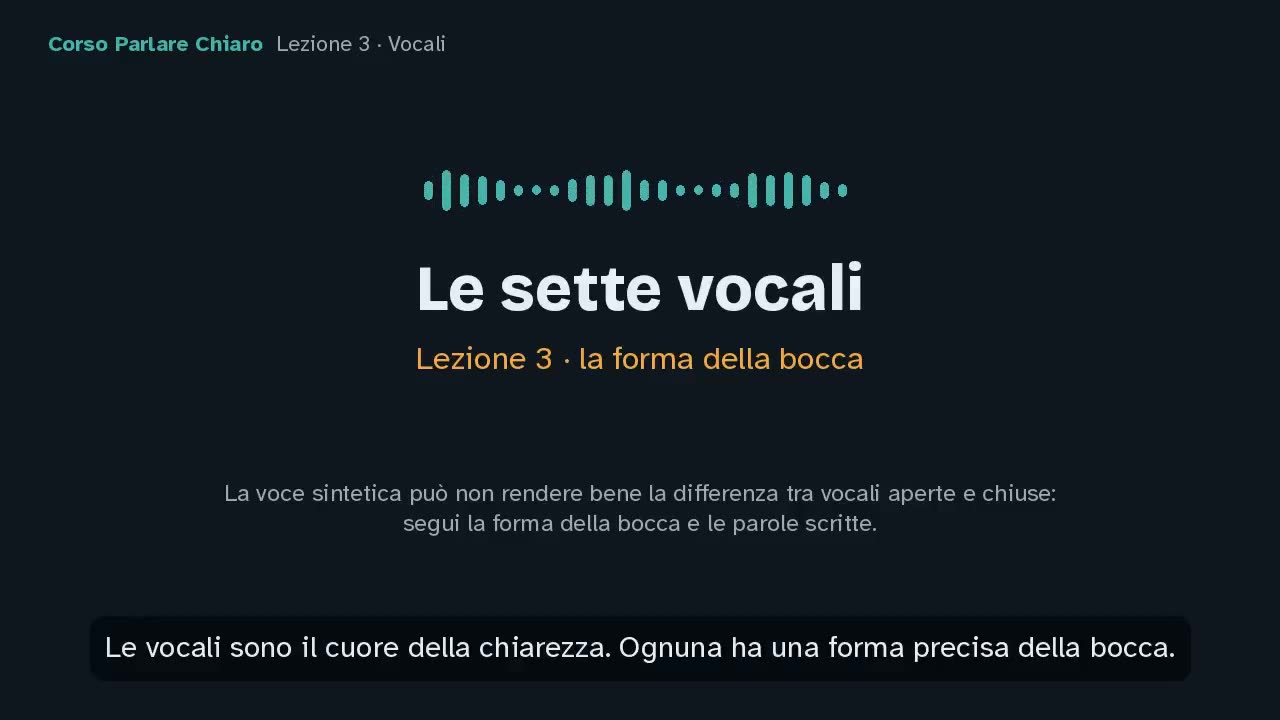 Corso Parlare Chiaro Lezione 3 · Vocali
Le sette vocali
Lezione 3 · la forma della bocca
La voce sintetica può non rendere bene la differenza tra vocali aperte e chiuse:
segui la forma della bocca e le parole scritte.
Le vocali sono il cuore della chiarezza. Ognuna ha una forma precisa della bocca.